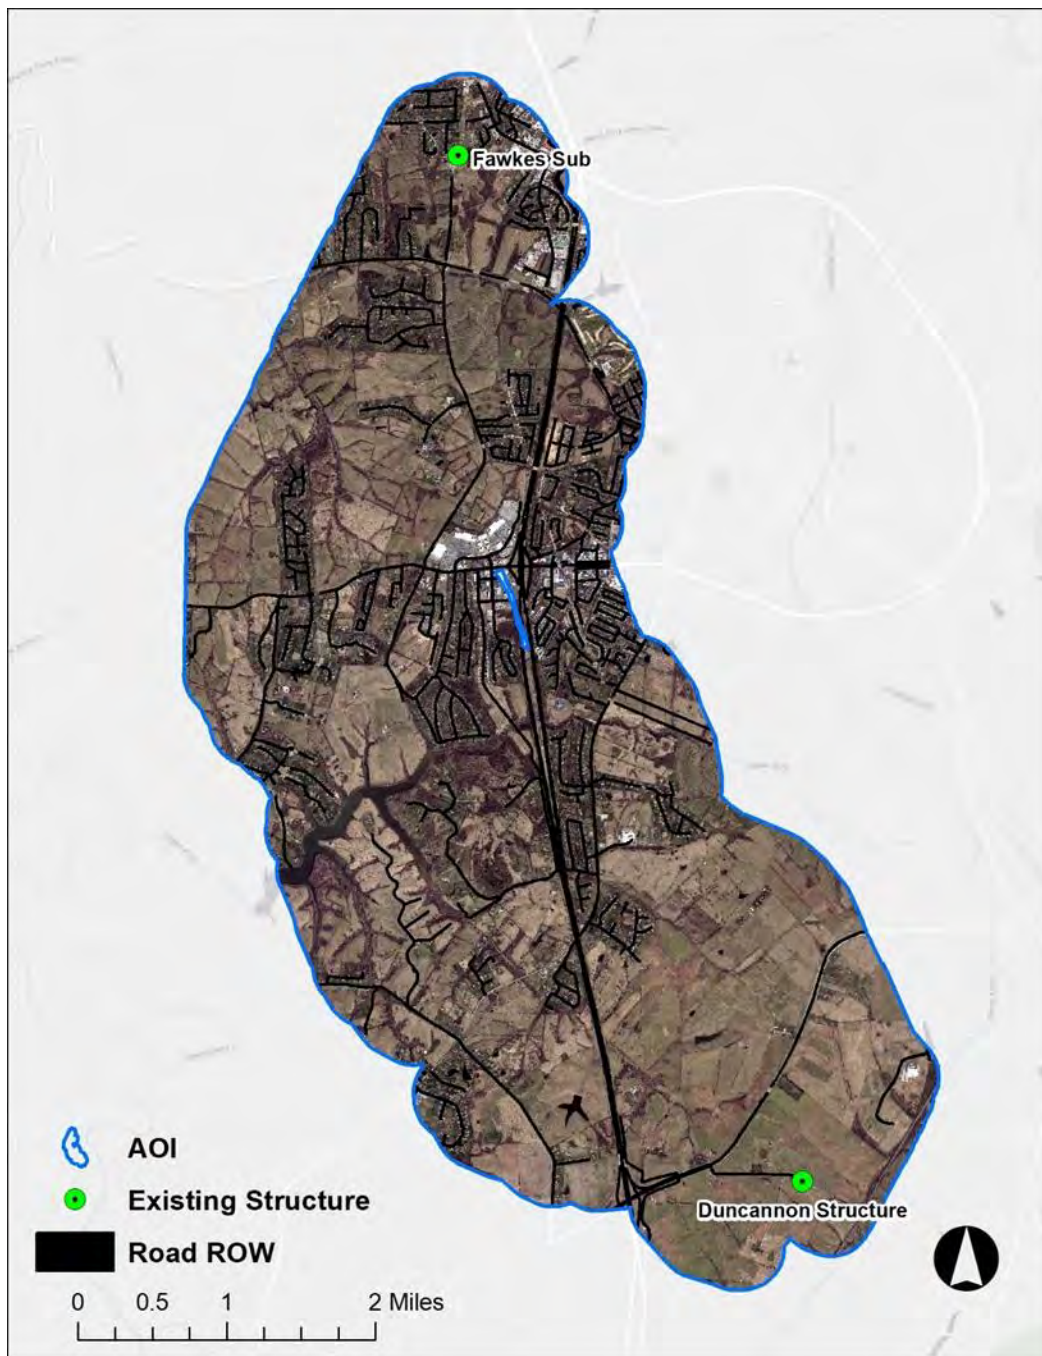 Fawkes Sub
Duncannon Structure
AOI
Existing Structure
Road ROW
0 0.5 1 2 Miles